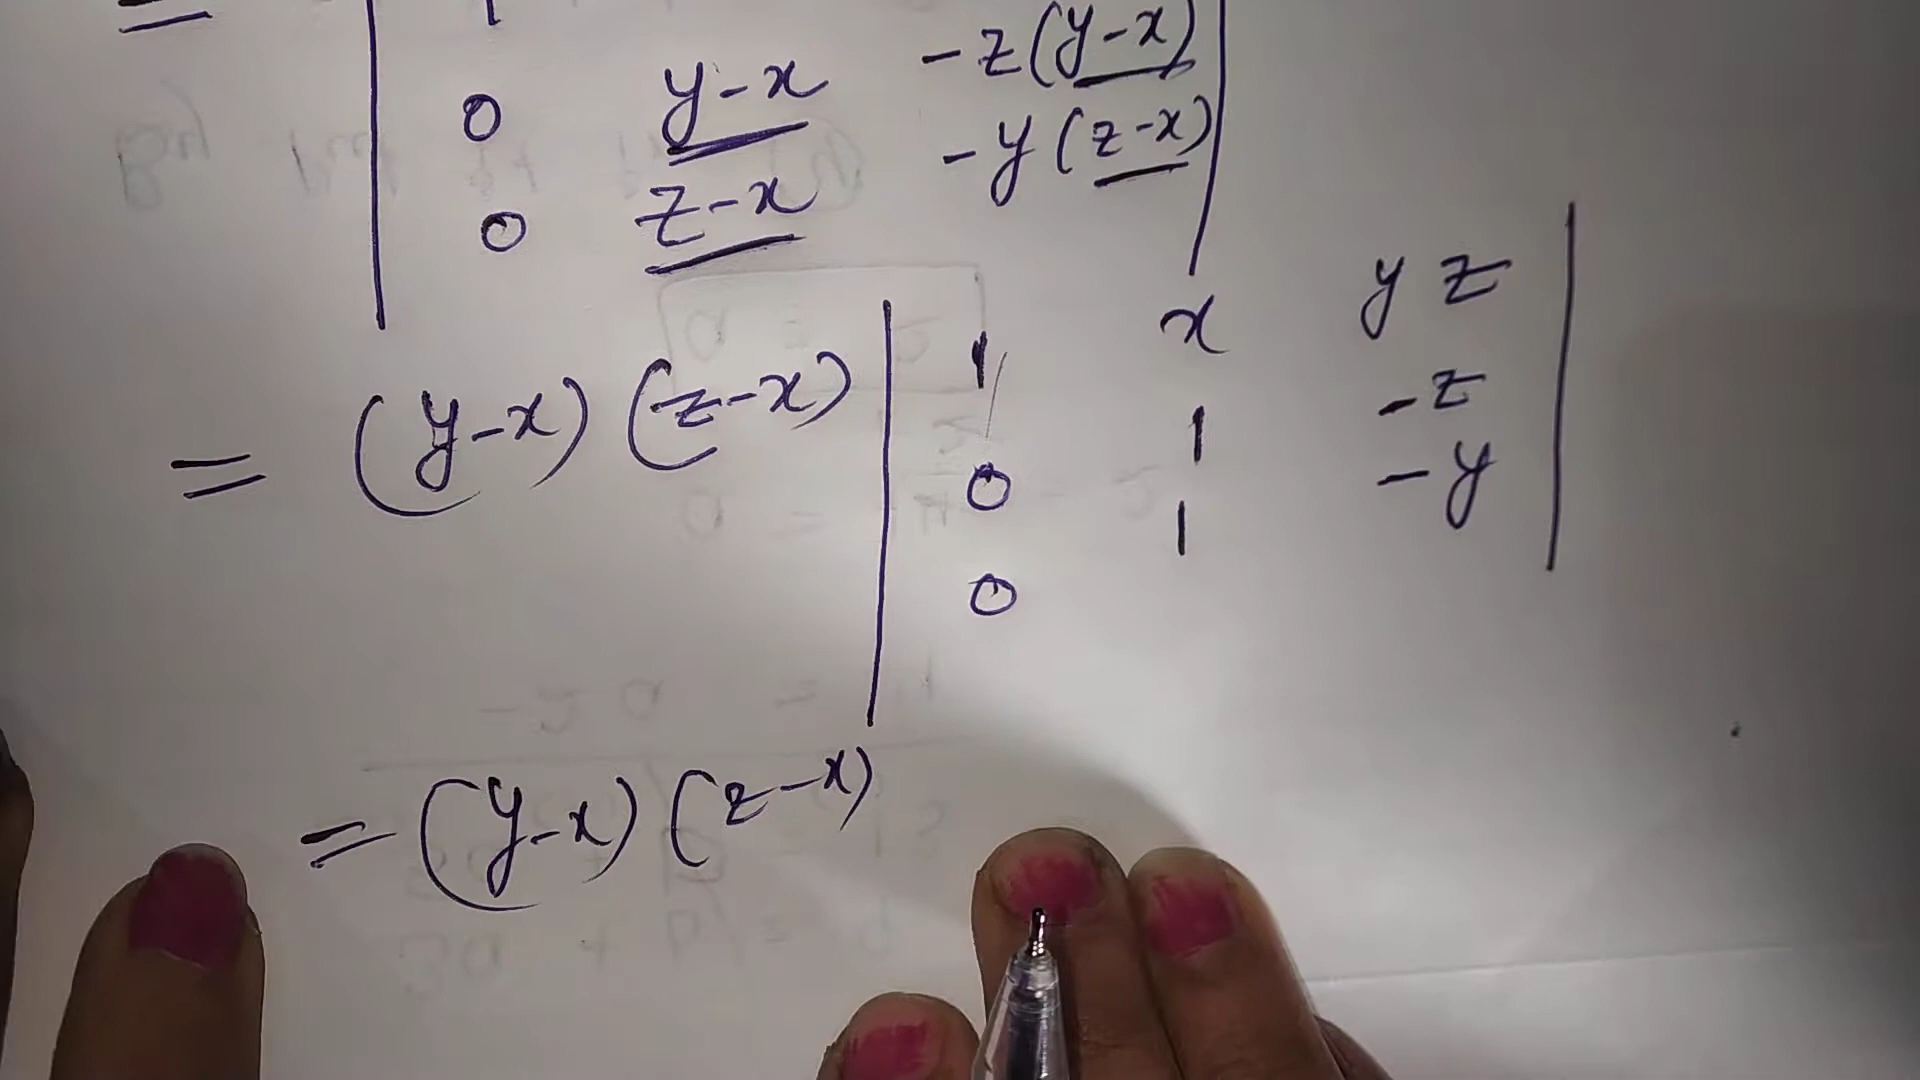 = | 1 -z(y-x) |
0 y-x -y(z-x)
0 z-x
= (y-x) (z-x) | 1 x yz |
0 1 -z
0 1 -y
= (y-x) (z-x)